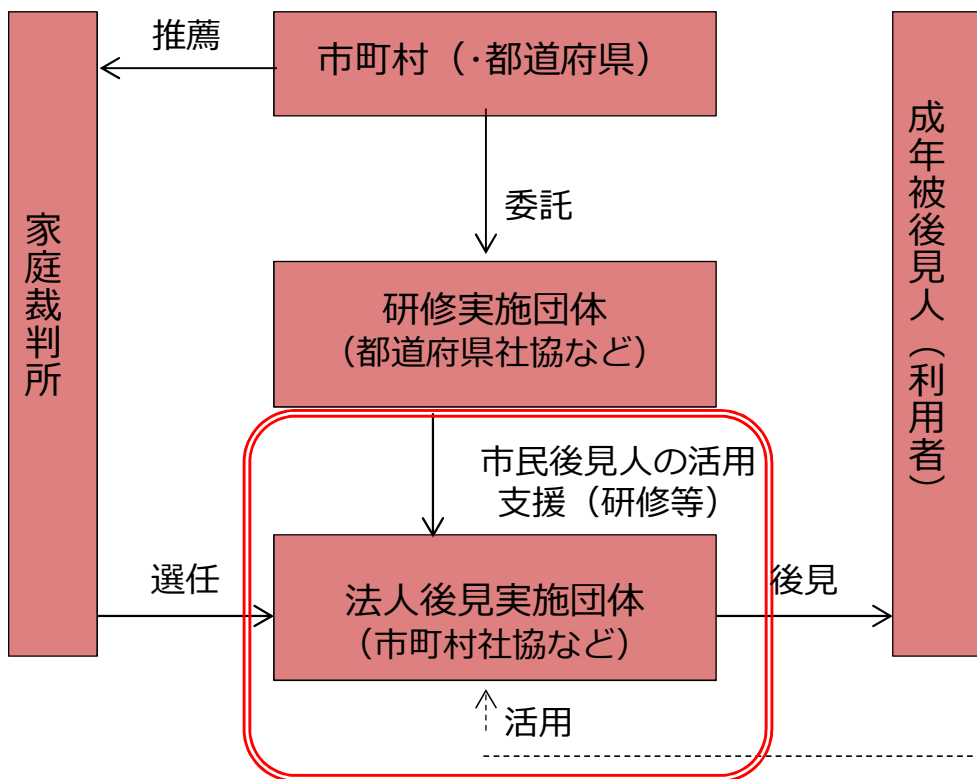 推薦
市町村（・都道府県）
委託
家庭裁判所
成年被後見人（利用者）
研修実施団体
（都道府県社協など）
市民後見人の活用
支援（研修等）
選任
法人後見実施団体
（市町村社協など）
後見
活用